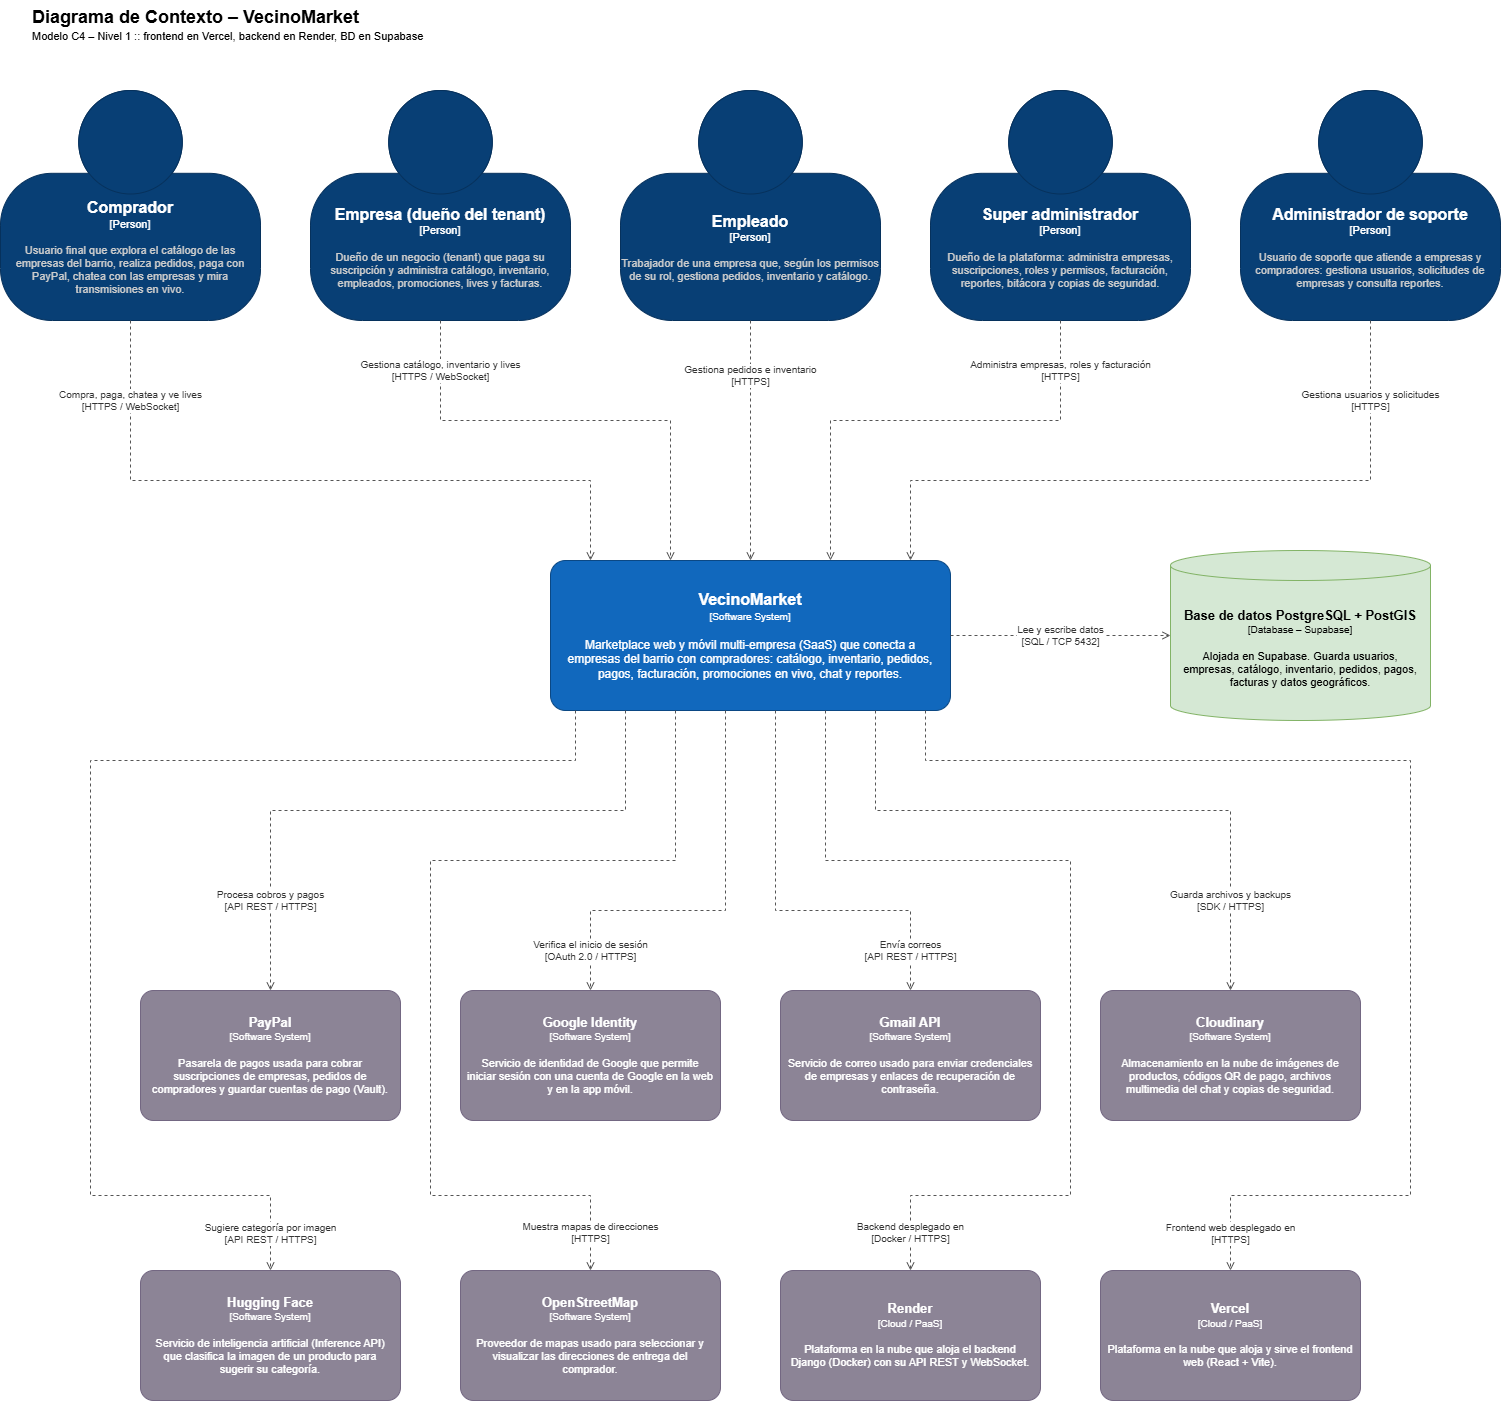 Diagrama de Contexto – VecinoMarket
Modelo C4 – Nivel 1 :: frontend en Vercel, backend en Render, BD en Supabase
Comprador
[Person]
Usuario final que explora el catálogo de las
empresas del barrio, realiza pedidos, paga con
PayPal, chatea con las empresas y mira
transmisiones en vivo.
Empresa (dueño del tenant)
[Person]
Dueño de un negocio (tenant) que paga su
suscripción y administra catálogo, inventario,
empleados, promociones, lives y facturas.
Empleado
[Person]
Trabajador de una empresa que, según los permisos
de su rol, gestiona pedidos, inventario y catálogo.
Super administrador
[Person]
Dueño de la plataforma: administra empresas,
suscripciones, roles y permisos, facturación,
reportes, bitácora y copias de seguridad.
Administrador de soporte
[Person]
Usuario de soporte que atiende a empresas y
compradores: gestiona usuarios, solicitudes de
empresas y consulta reportes.
Compra, paga, chatea y ve lives
[HTTPS / WebSocket]
Gestiona catálogo, inventario y lives
[HTTPS / WebSocket]
Gestiona pedidos e inventario
[HTTPS]
Administra empresas, roles y facturación
[HTTPS]
Gestiona usuarios y solicitudes
[HTTPS]
VecinoMarket
[Software System]
Marketplace web y móvil multi-empresa (SaaS) que conecta a
empresas del barrio con compradores: catálogo, inventario, pedidos,
pagos, facturación, promociones en vivo, chat y reportes.
Lee y escribe datos
[SQL / TCP 5432]
Base de datos PostgreSQL + PostGIS
[Database – Supabase]
Alojada en Supabase. Guarda usuarios,
empresas, catálogo, inventario, pedidos, pagos,
facturas y datos geográficos.
Procesa cobros y pagos
[API REST / HTTPS]
Verifica el inicio de sesión
[OAuth 2.0 / HTTPS]
Envía correos
[API REST / HTTPS]
Guarda archivos y backups
[SDK / HTTPS]
PayPal
[Software System]
Pasarela de pagos usada para cobrar
suscripciones de empresas, pedidos de
compradores y guardar cuentas de pago (Vault).
Google Identity
[Software System]
Servicio de identidad de Google que permite
iniciar sesión con una cuenta de Google en la web
y en la app móvil.
Gmail API
[Software System]
Servicio de correo usado para enviar credenciales
de empresas y enlaces de recuperación de
contraseña.
Cloudinary
[Software System]
Almacenamiento en la nube de imágenes de
productos, códigos QR de pago, archivos
multimedia del chat y copias de seguridad.
Sugiere categoría por imagen
[API REST / HTTPS]
Muestra mapas de direcciones
[HTTPS]
Backend desplegado en
[Docker / HTTPS]
Frontend web desplegado en
[HTTPS]
Hugging Face
[Software System]
Servicio de inteligencia artificial (Inference API)
que clasifica la imagen de un producto para
sugerir su categoría.
OpenStreetMap
[Software System]
Proveedor de mapas usado para seleccionar y
visualizar las direcciones de entrega del
comprador.
Render
[Cloud / PaaS]
Plataforma en la nube que aloja el backend
Django (Docker) con su API REST y WebSocket.
Vercel
[Cloud / PaaS]
Plataforma en la nube que aloja y sirve el frontend
web (React + Vite).